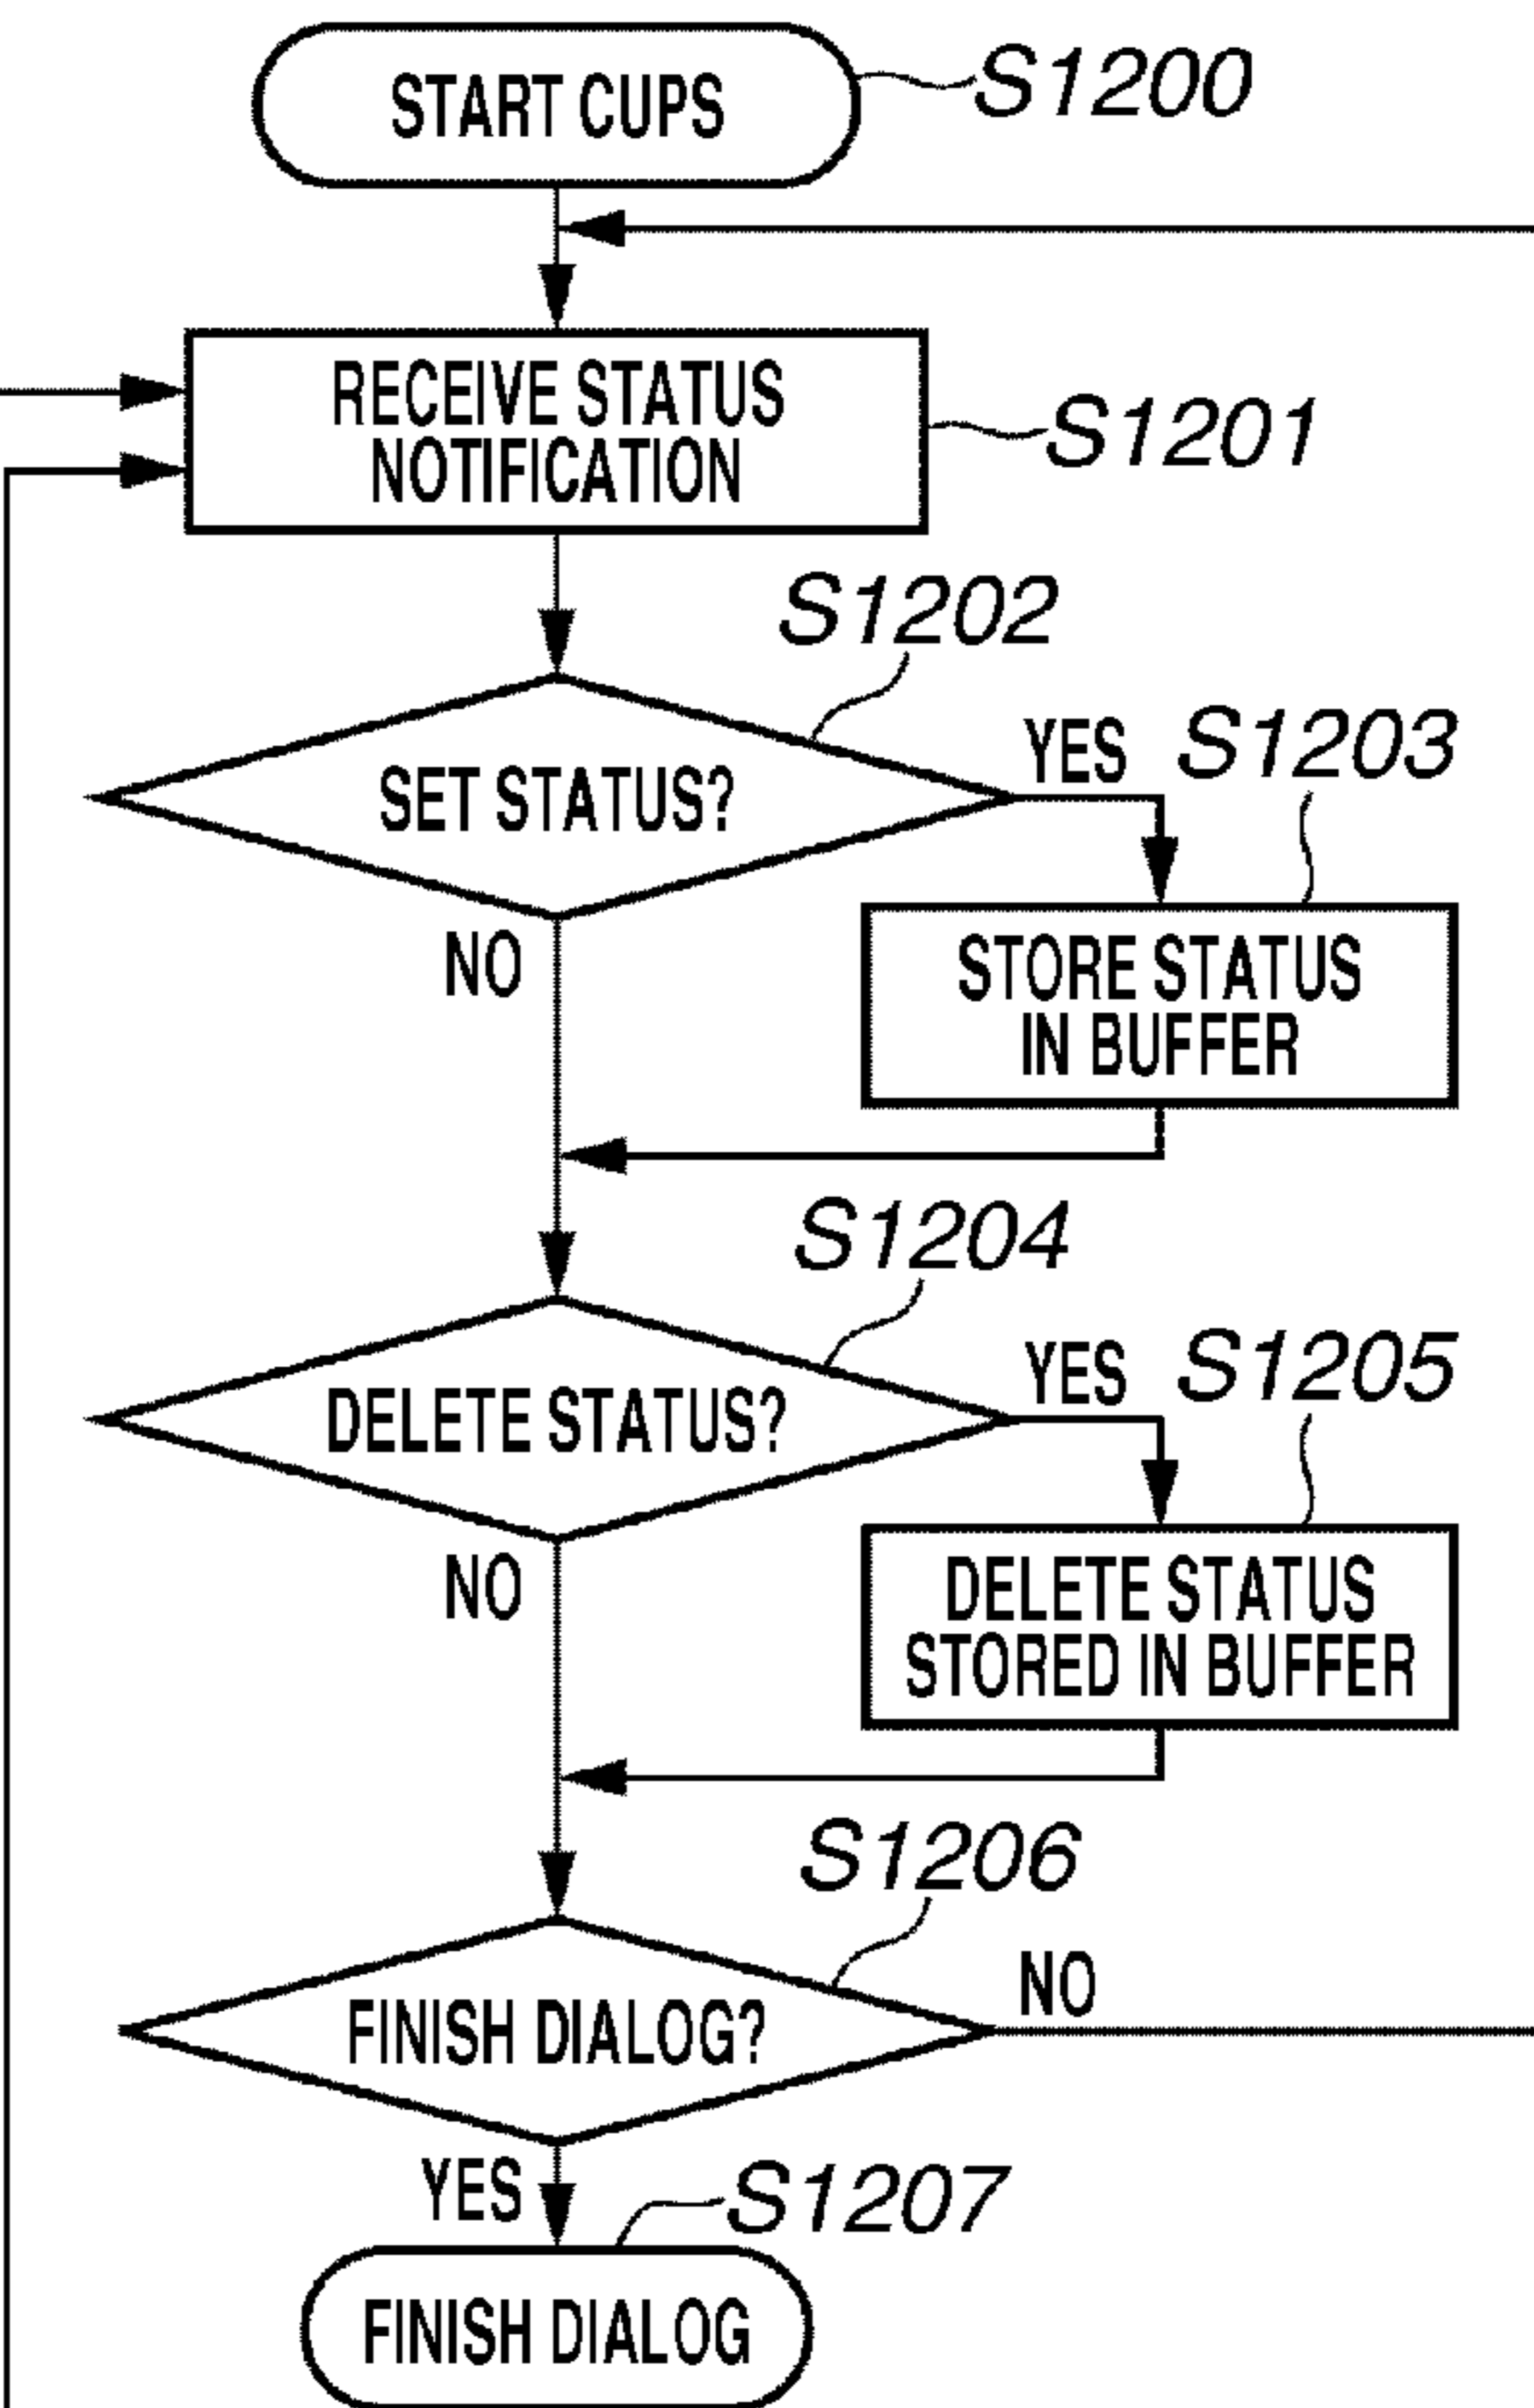 START CUPS
S1200
RECEIVE STATUS
NOTIFICATION
S1201
S1202
SET STATUS?
YES
S1203
NO
STORE STATUS
IN BUFFER
S1204
DELETE STATUS?
YES
S1205
NO
DELETE STATUS
STORED IN BUFFER
S1206
FINISH DIALOG?
NO
YES
S1207
FINISH DIALOG